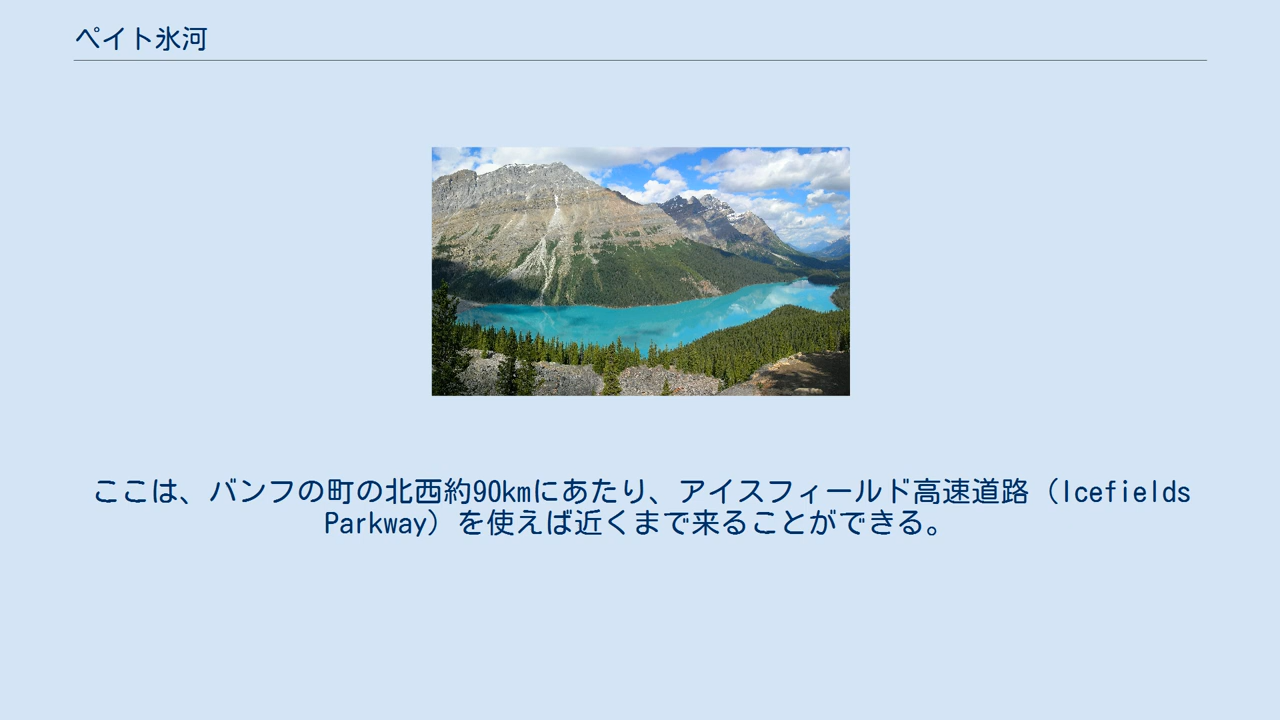 ペイト氷河
ここは、バンフの町の北西約90kmにあたり、アイスフィールド高速道路（Icefields
Parkway）を使えば近くまで来ることができる。